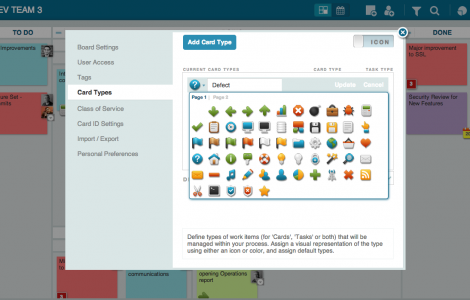 EV TEAM 3
TO DO
DONE
Improvements
Major improvement
to SSL
Security Review for
New Features
Board Settings
User Access
Tags
Card Types
Class of Service
Card ID Settings
Import / Export
Personal Preferences
Add Card Type
ICON
CURRENT CARD TYPES
CARD TYPE
TASK TYPE
Defect
Update
Cancel
Page 1
Page 2
Define types of work items (for 'Cards', 'Tasks' or both) that will be
managed within your process. Assign a visual representation of the type
using either an icon or color, and assign default types.
communications
opening Operations
report